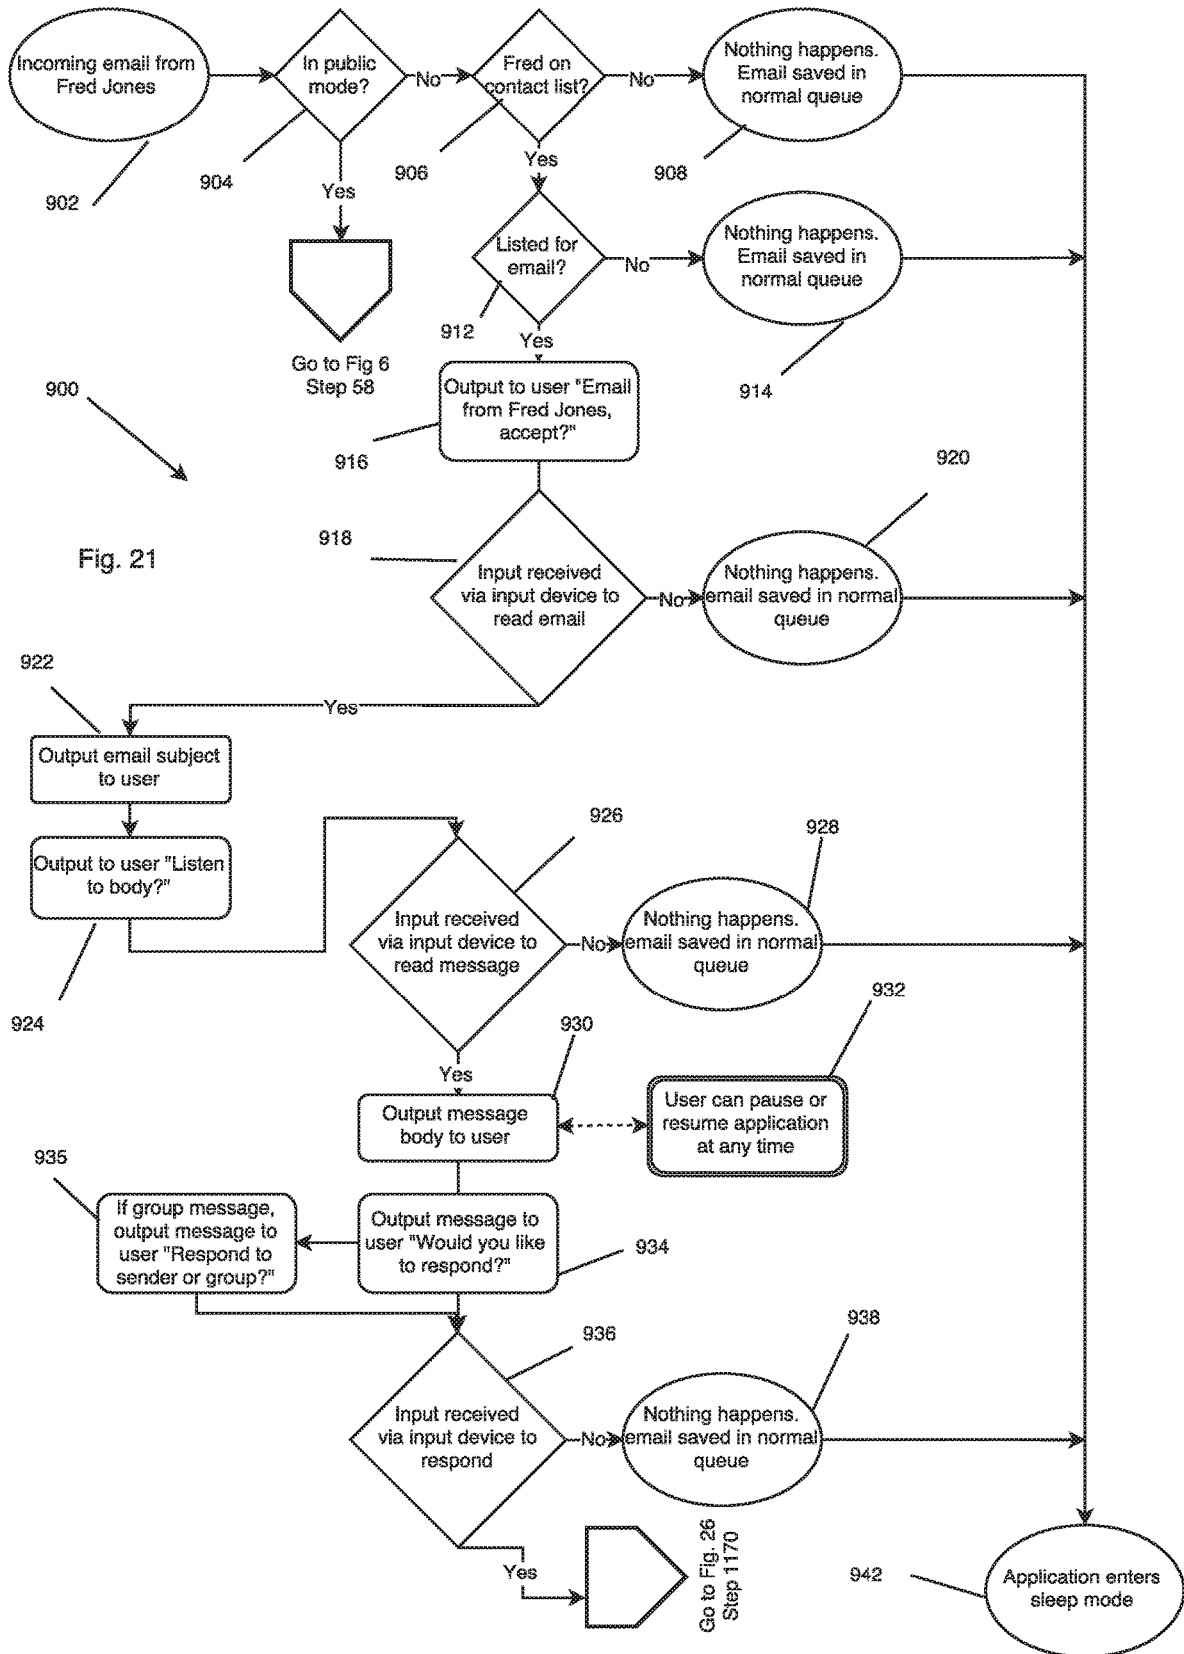 Incoming email from
Fred Jones
In public
mode?
No
Fred on
contact list?
No
Nothing happens.
Email saved in
normal queue
902
904
Yes
906
Yes
908
Go to Fig 6
Step 58
Listed for
email?
No
Nothing happens.
Email saved in
normal queue
912
Yes
914
900
Output to user "Email
from Fred Jones,
accept?"
916
920
Fig. 21
918
Input received
via input device to
read email
No
Nothing happens.
email saved in normal
queue
922
Yes
Output email subject
to user
Output to user "Listen
to body?"
924
926
Input received
via input device to
read message
No
928
Nothing happens.
email saved in normal
queue
Yes
930
932
Output message
body to user
User can pause or
resume application
at any time
935
If group message,
output message to
user "Respond to
sender or group?"
Output message to
user "Would you like
to respond?"
934
936
938
Input received
via input device to
respond
No
Nothing happens.
email saved in normal
queue
Yes
Go to Fig. 26
Step 1170
942
Application enters
sleep mode